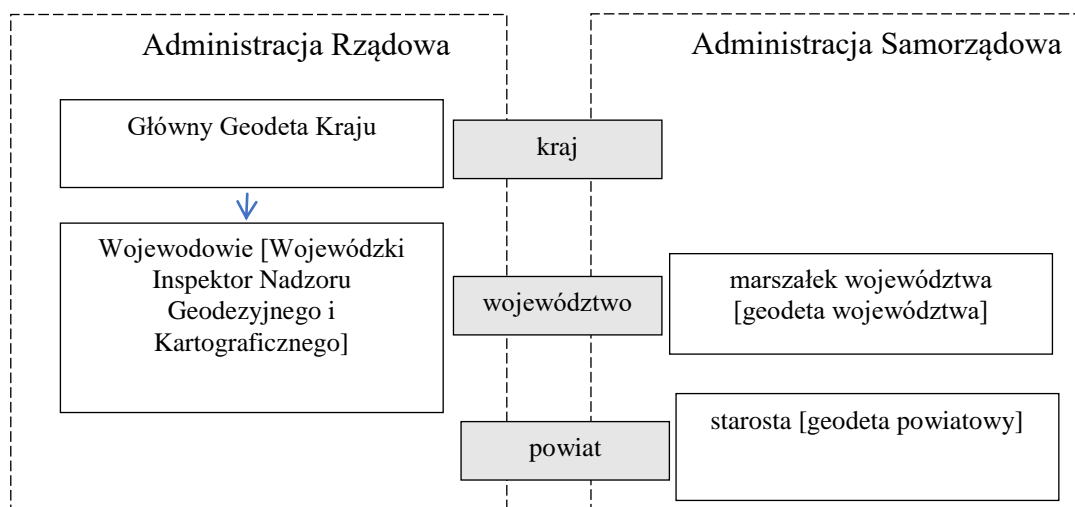 Administracja Rządowa
Administracja Samorządowa
Główny Geodeta Kraju
kraj
Wojewodowie [Wojewódzki
Inspektor Nadzoru
Geodezyjnego i
Kartograficznego]
województwo
marszałek województwa
[geodeta województwa]
powiat
starosta [geodeta powiatowy]